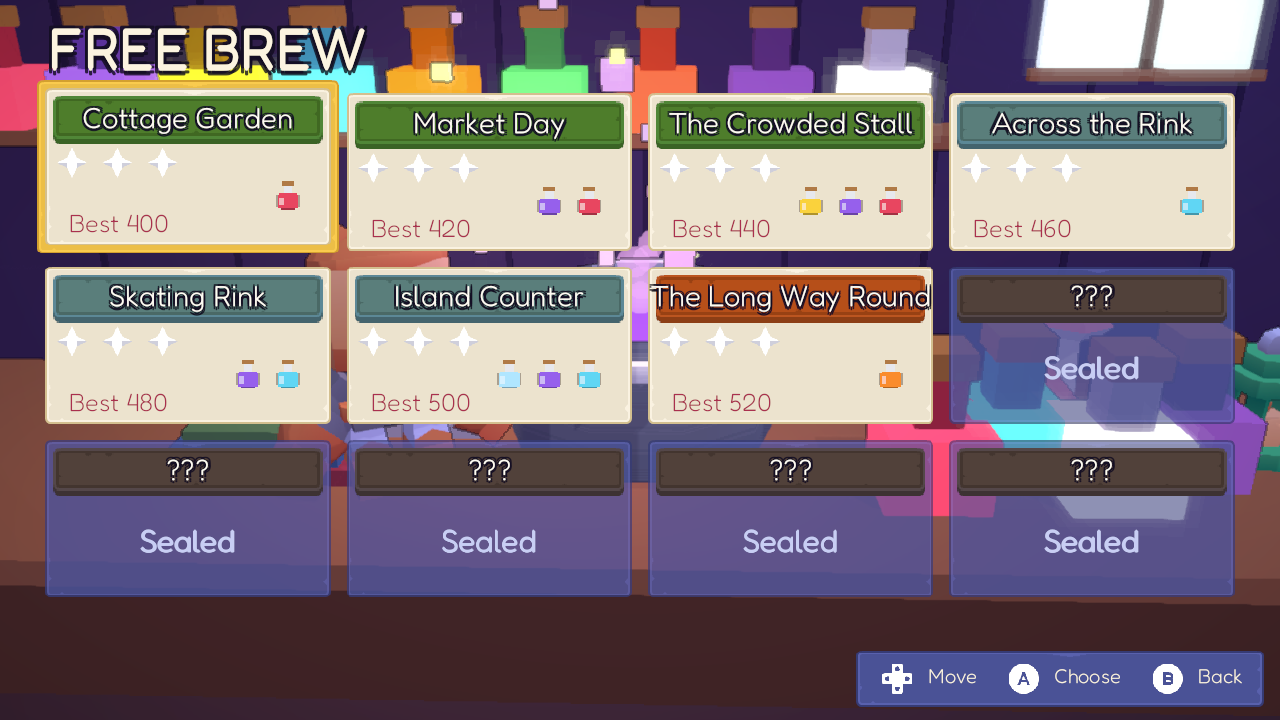 FREE BREW
Cottage Garden
Best 400
Market Day
Best 420
The Crowded Stall
Best 440
Across the Rink
Best 460
Skating Rink
Best 480
Island Counter
Best 500
The Long Way Round
Best 520
???
Sealed
???
Sealed
???
Sealed
???
Sealed
???
Sealed
Move A Choose B Back